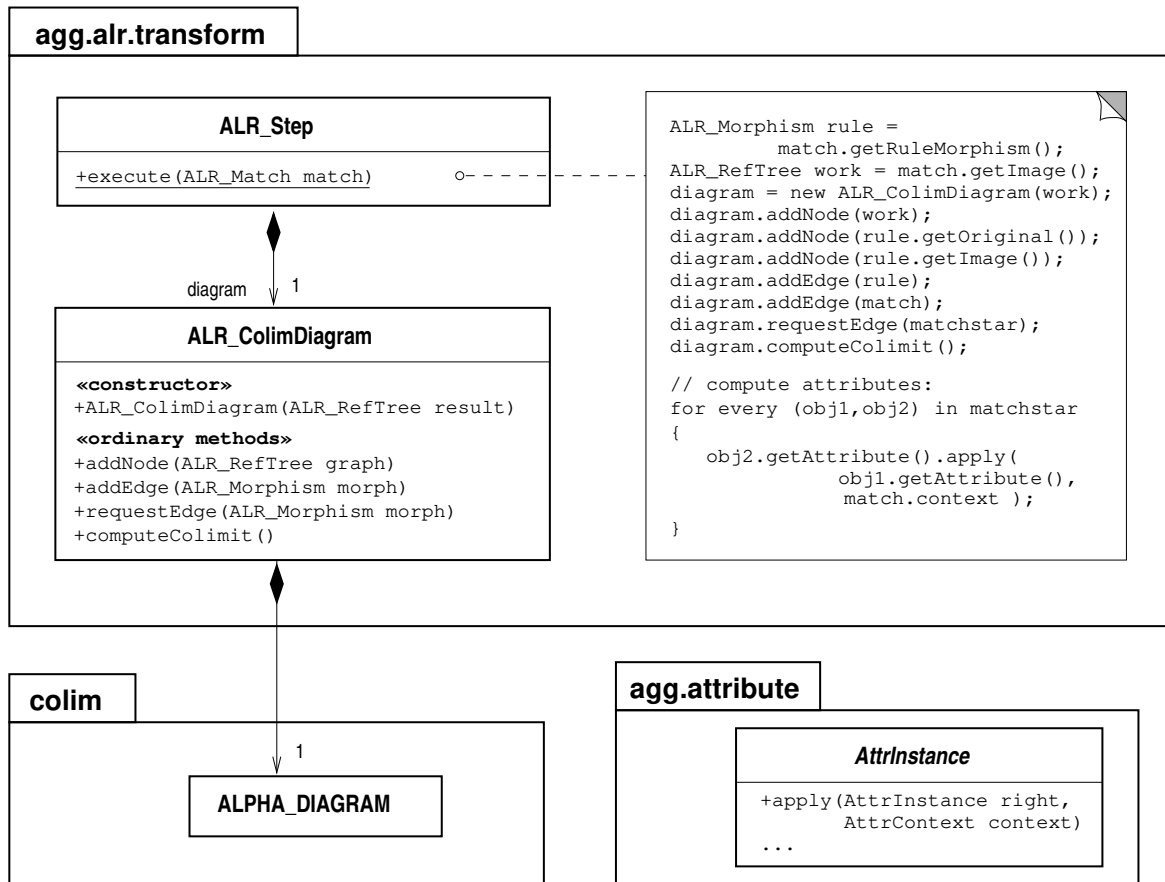 agg.alr.transform
ALR_Step
+execute(ALR_Match match)
diagram
1
ALR_ColimDiagram
«constructor»
+ALR_ColimDiagram(ALR_RefTree result)
«ordinary methods»
+addNode(ALR_RefTree graph)
+addEdge(ALR_Morphism morph)
+requestEdge(ALR_Morphism morph)
+computeColimit()
ALR_Morphism rule =
match.getRuleMorphism();
ALR_RefTree work = match.getImage();
diagram = new ALR_ColimDiagram(work);
diagram.addNode(work);
diagram.addNode(rule.getOriginal());
diagram.addNode(rule.getImage());
diagram.addEdge(rule);
diagram.addEdge(match);
diagram.requestEdge(matchstar);
diagram.computeColimit();
// compute attributes:
for every (obj1,obj2) in matchstar
{
obj2.getAttribute().apply(
obj1.getAttribute(),
match.context );
}
colim
1
ALPHA_DIAGRAM
agg.attribute
AttrInstance
+apply(AttrInstance right,
AttrContext context)
...